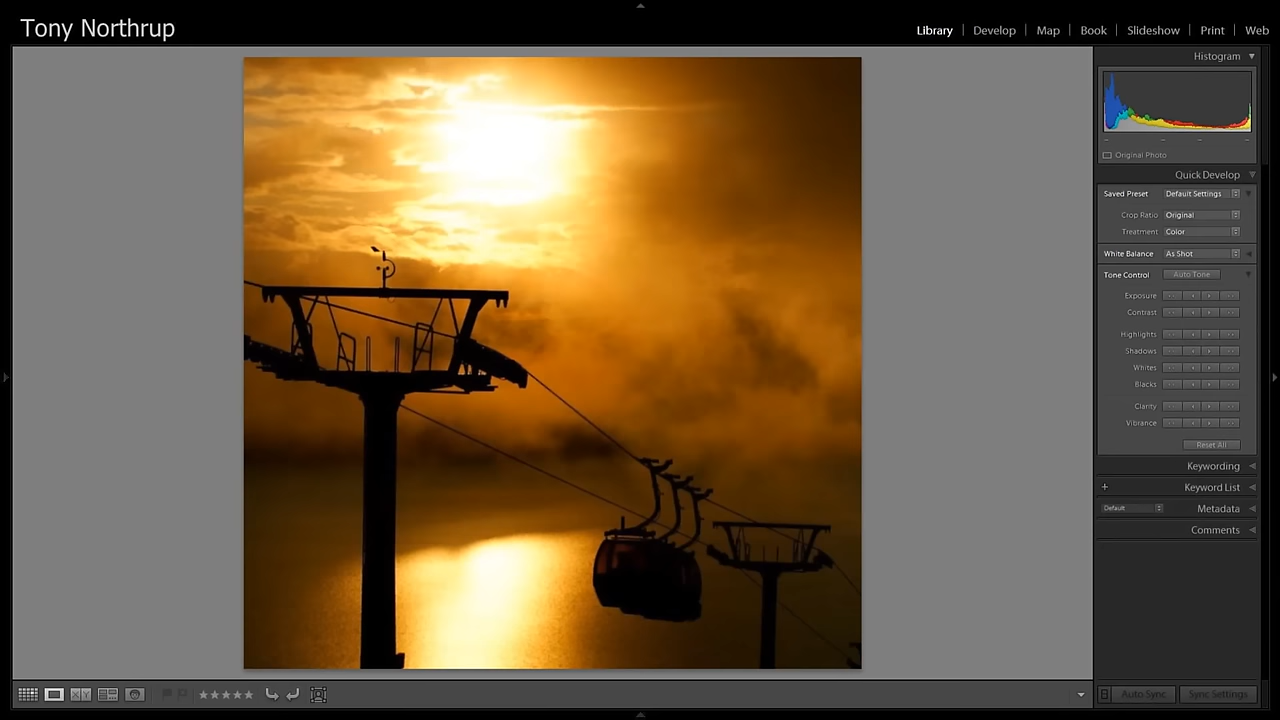 Tony Northrup
Library | Develop | Map | Book | Slideshow | Print | Web
Histogram
Original Photo
Quick Develop
Saved Preset Default Settings
Crop Ratio Original
Treatment Color
White Balance As Shot
Tone Control Auto Tone
Exposure
Contrast
Highlights
Shadows
Whites
Blacks
Clarity
Vibrance
Reset All
Keywording
+ Keyword List
Default Metadata
Comments
XY
Auto Sync Sync Settings